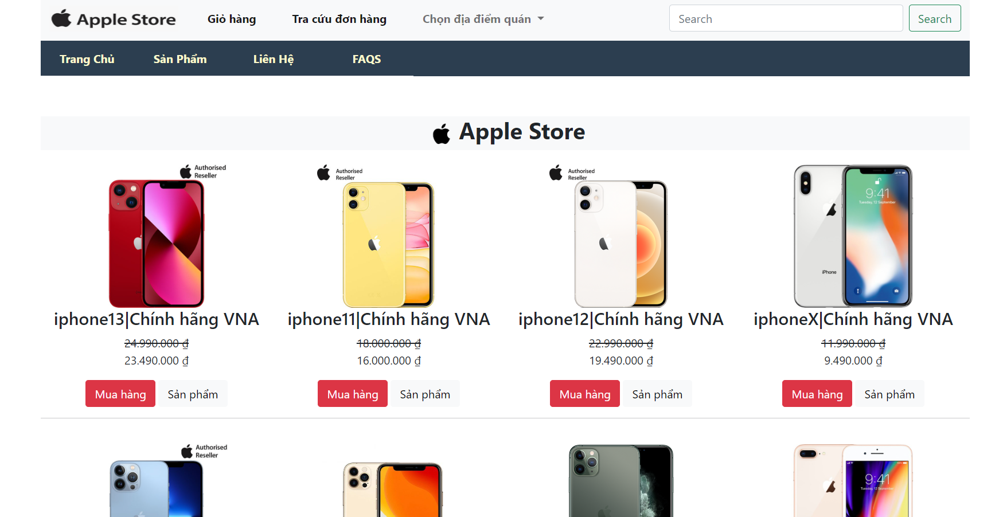 Apple Store
Giỏ hàng
Tra cứu đơn hàng
Chọn địa điểm quán
Search
Search
Trang Chủ
Sản Phẩm
Liên Hệ
FAQS
Apple Store
Authorised
Reseller
Authorised
Reseller
Authorised
Reseller
9:41
Tuesday, 12 September
iPhone
iphone13|Chính hãng VNA
24.990.000 ₫
23.490.000 ₫
Mua hàng
Sản phẩm
iphone11|Chính hãng VNA
18.000.000 ₫
16.000.000 ₫
Mua hàng
Sản phẩm
iphone12|Chính hãng VNA
22.990.000 ₫
19.490.000 ₫
Mua hàng
Sản phẩm
iphoneX|Chính hãng VNA
11.990.000 ₫
9.490.000 ₫
Mua hàng
Sản phẩm
Authorised
Reseller
9:41
Tuesday, 12 September